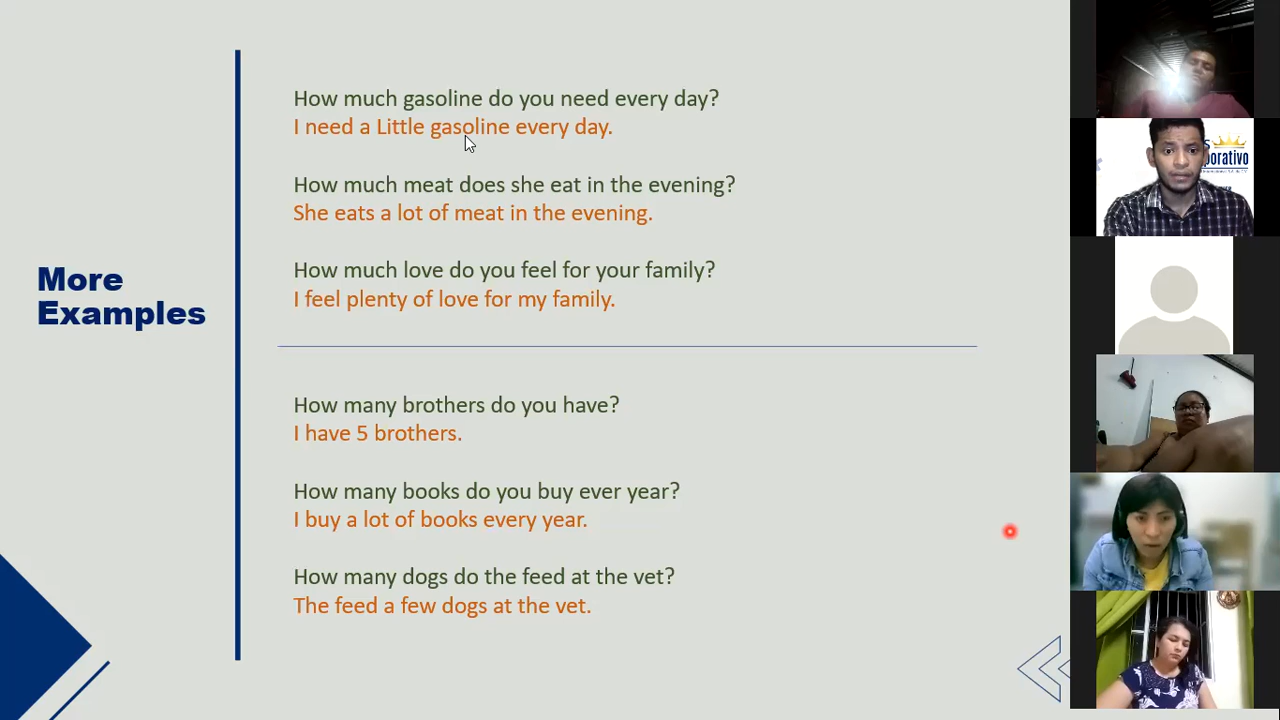 How much gasoline do you need every day?
I need a Little gasoline every day.
How much meat does she eat in the evening?
She eats a lot of meat in the evening.
How much love do you feel for your family?
I feel plenty of love for my family.
More
Examples
How many brothers do you have?
I have 5 brothers.
How many books do you buy ever year?
I buy a lot of books every year.
How many dogs do the feed at the vet?
The feed a few dogs at the vet.
porativo